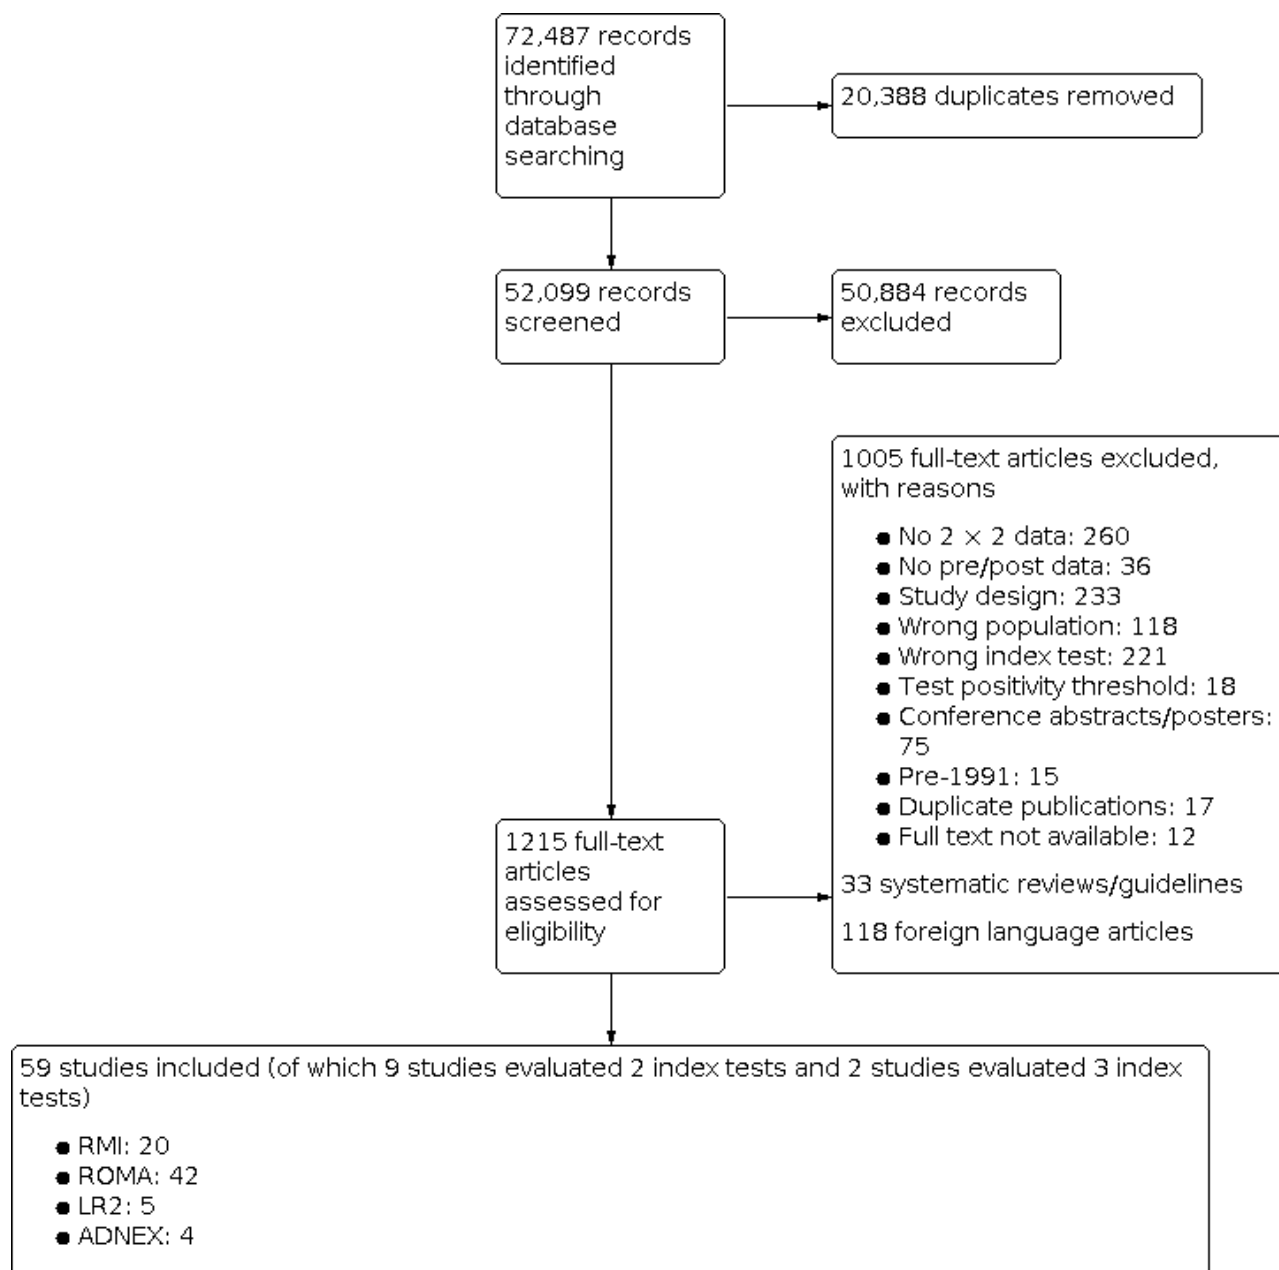 72,487 records
identified
through
database
searching
20,388 duplicates removed
52,099 records
screened
50,884 records
excluded
1005 full-text articles excluded,
with reasons
● No 2 × 2 data: 260
● No pre/post data: 36
● Study design: 233
● Wrong population: 118
● Wrong index test: 221
● Test positivity threshold: 18
● Conference abstracts/posters:
75
● Pre-1991: 15
● Duplicate publications: 17
● Full text not available: 12
33 systematic reviews/guidelines
118 foreign language articles
1215 full-text
articles
assessed for
eligibility
59 studies included (of which 9 studies evaluated 2 index tests and 2 studies evaluated 3 index
tests)
● RMI: 20
● ROMA: 42
● LR2: 5
● ADNEX: 4